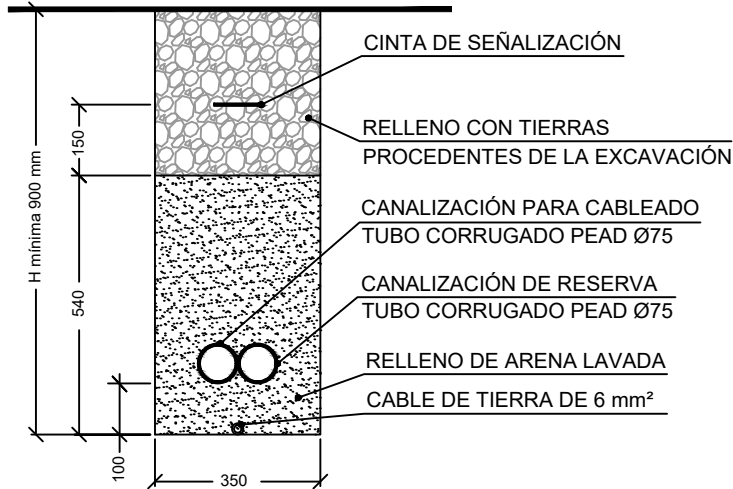 CINTA DE SEÑALIZACIÓN
RELLENO CON TIERRAS
PROCEDENTES DE LA EXCAVACIÓN
CANALIZACIÓN PARA CABLEADO
TUBO CORRUGADO PEAD Ø75
CANALIZACIÓN DE RESERVA
TUBO CORRUGADO PEAD Ø75
RELLENO DE ARENA LAVADA
CABLE DE TIERRA DE 6 mm²
H mínima 900 mm
150
540
100
350